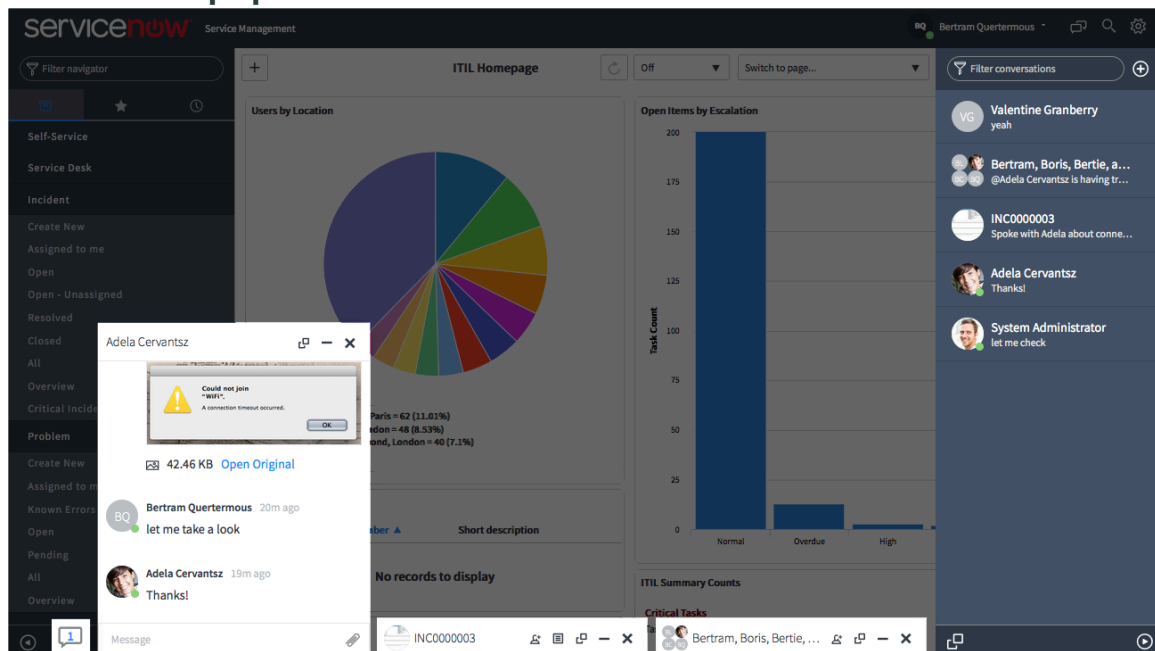 servicenow Service Management
BQ Bertram Quertermous
Filter navigator
Self-Service
Service Desk
Incident
Create New
Assigned to me
Open
Open - Unassigned
Resolved
Closed
All
Overview
Critical Incide
Problem
Create New
Assigned to m
Known Errors
Open
Pending
All
Overview
ITIL Homepage
Off
Switch to page...
Users by Location
Paris = 62 (11.01%)
don = 48 (8.53%)
ond, London = 40 (7.1%)
mber
Short description
No records to display
Open Items by Escalation
Task Count
200
175
150
125
100
75
50
25
0
Normal
Overdue
High
ITIL Summary Counts
Critical Tasks
Filter conversations
VG
Valentine Granberry
yeah
BL
BC BQ
Bertram, Boris, Bertie, a...
@Adela Cervantsz is having tr...
INC0000003
Spoke with Adela about conne...
Adela Cervantsz
Thanks!
System Administrator
let me check
Adela Cervantsz
Could not join
"WiFi".
A connection timeout occurred.
OK
42.46 KB Open Original
BQ
Bertram Quertermous 20m ago
let me take a look
Adela Cervantsz 19m ago
Thanks!
Message
1
INC0000003
Bertram, Boris, Bertie, ...